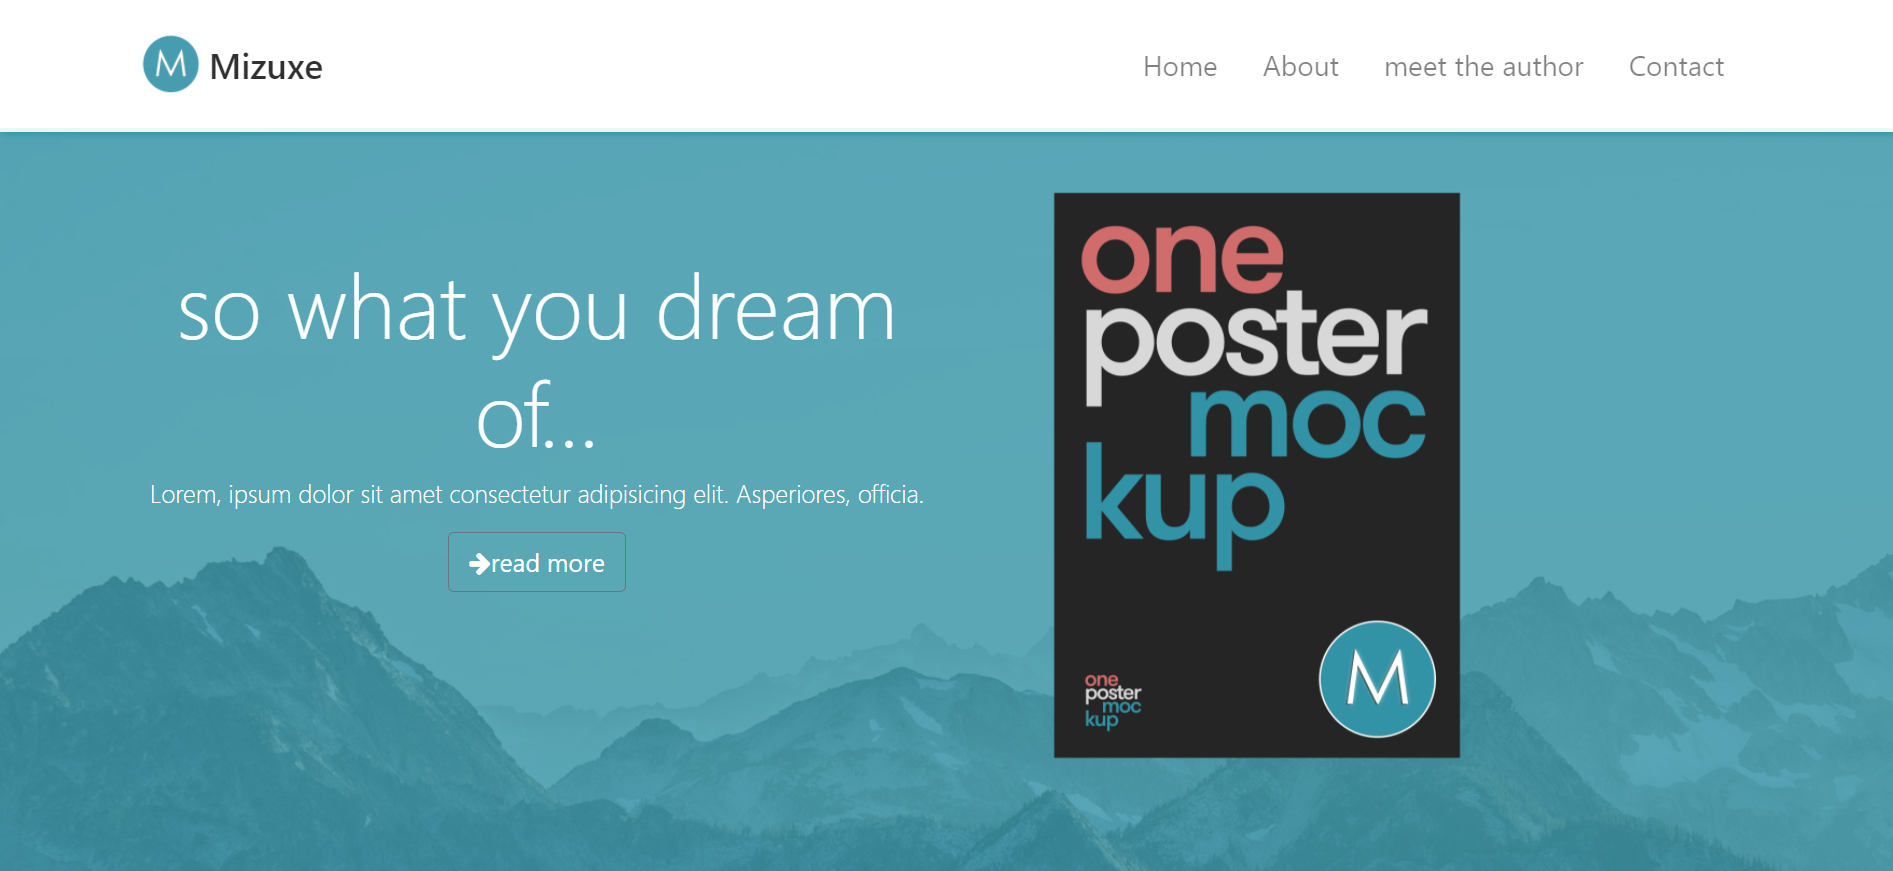 M Mizuxe
Home About meet the author Contact
so what you dream
of...
Lorem, ipsum dolor sit amet consectetur adipisicing elit. Asperiores, officia.
read more
one
poster
moc
kup
one
poster
moc
kup
M